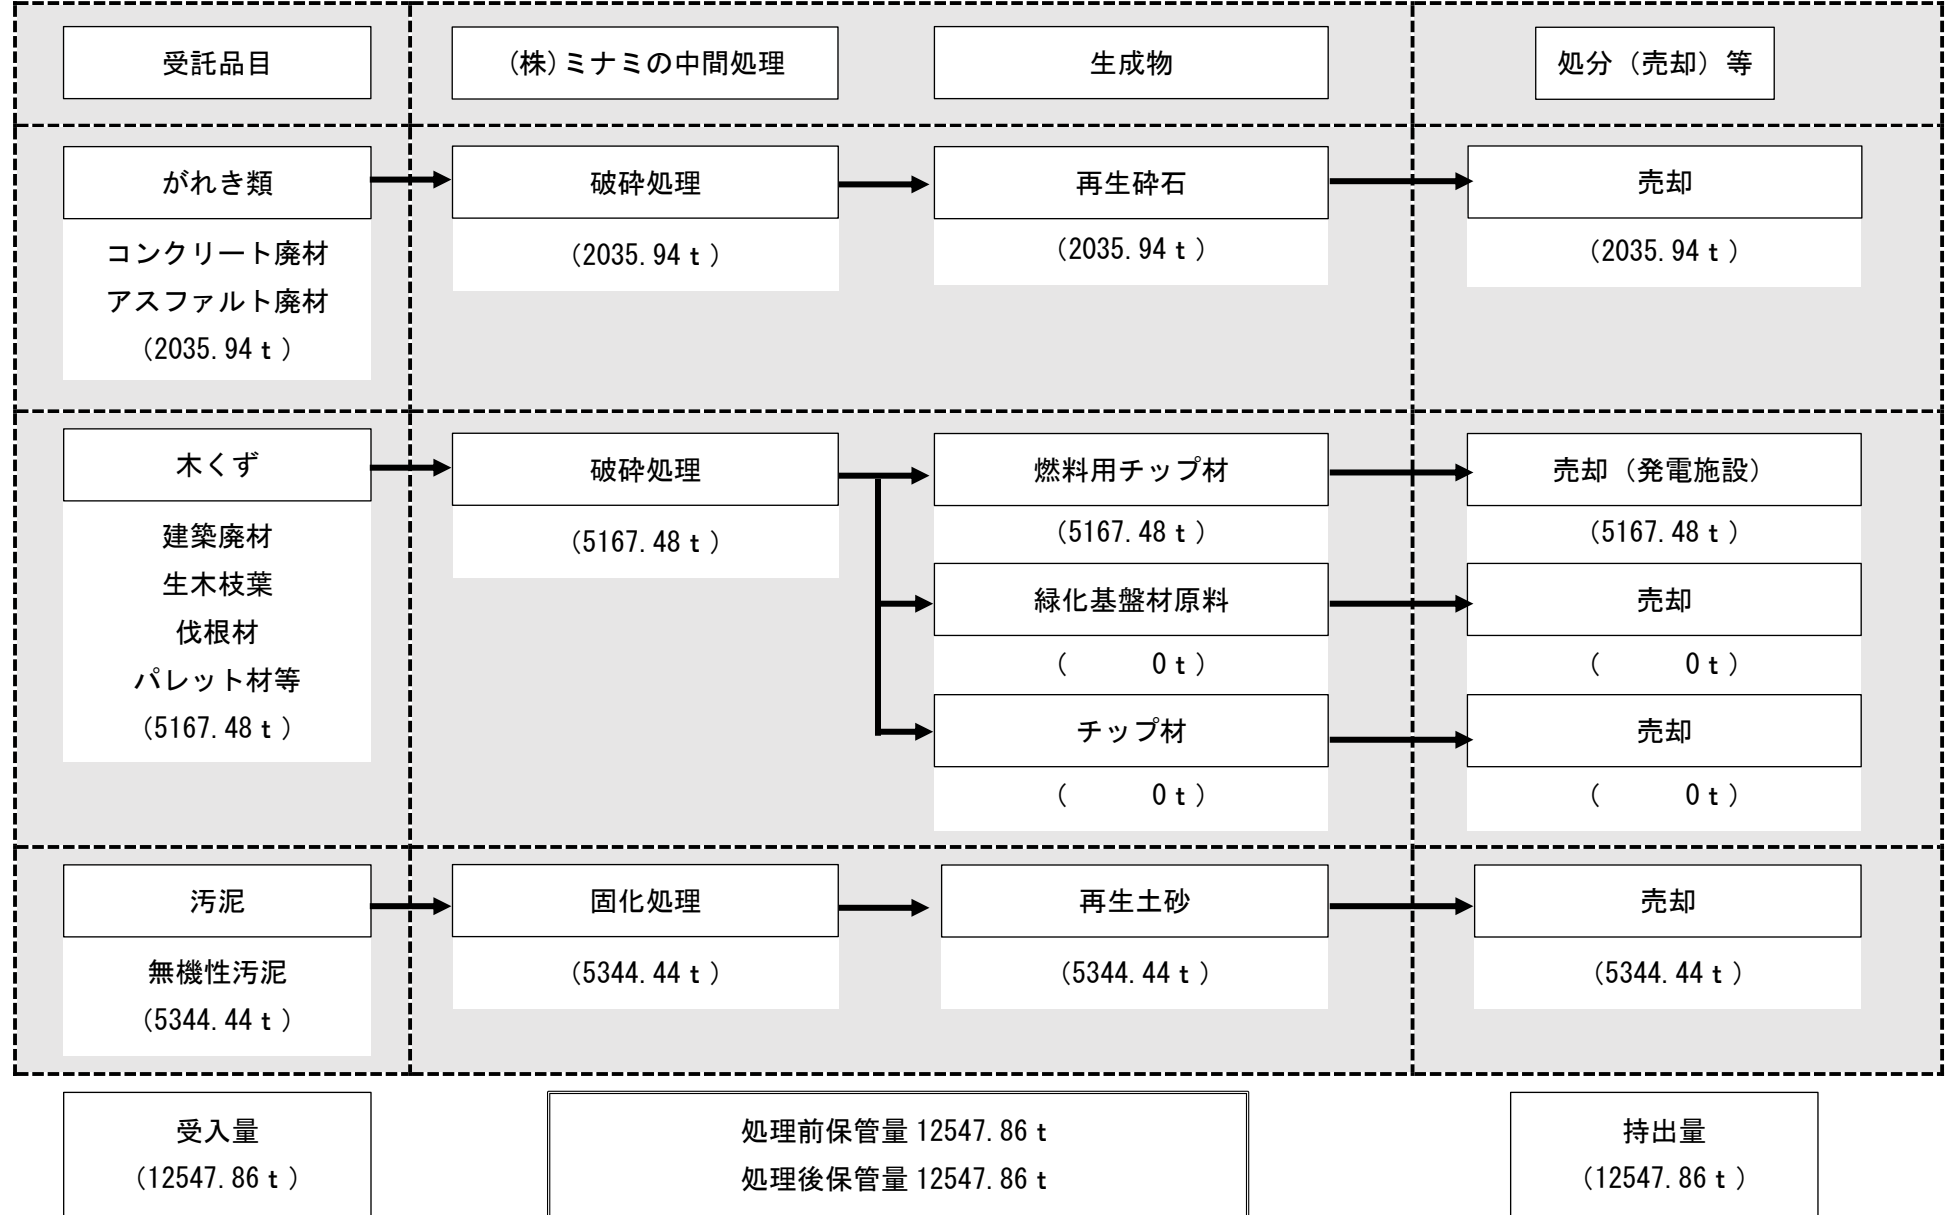 受託品目
(株)ミナミの中間処理
生成物
処分（売却）等
がれき類
破砕処理
再生砕石
売却
コンクリート廃材
アスファルト廃材
(2035.94ｔ)
(2035.94ｔ)
(2035.94ｔ)
(2035.94ｔ)
木くず
破砕処理
燃料用チップ材
売却（発電施設）
建築廃材
生木枝葉
伐根材
パレット材等
(5167.48ｔ)
(5167.48ｔ)
(5167.48ｔ)
(5167.48ｔ)
緑化基盤材原料
売却
(　　　0ｔ)
(　　　0ｔ)
チップ材
売却
(　　　0ｔ)
(　　　0ｔ)
汚泥
固化処理
再生土砂
売却
無機性汚泥
(5344.44ｔ)
(5344.44ｔ)
(5344.44ｔ)
(5344.44ｔ)
受入量
(12547.86ｔ)
処理前保管量 12547.86ｔ
処理後保管量 12547.86ｔ
持出量
(12547.86ｔ)